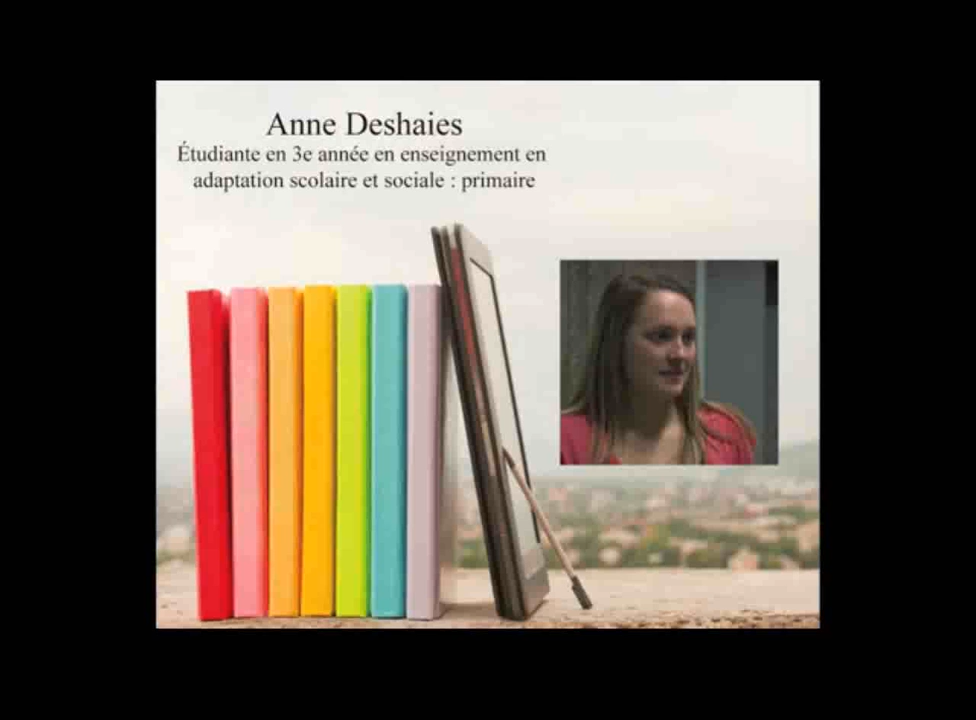 Anne Deshaies
Étudiante en 3e année en enseignement en
adaptation scolaire et sociale : primaire